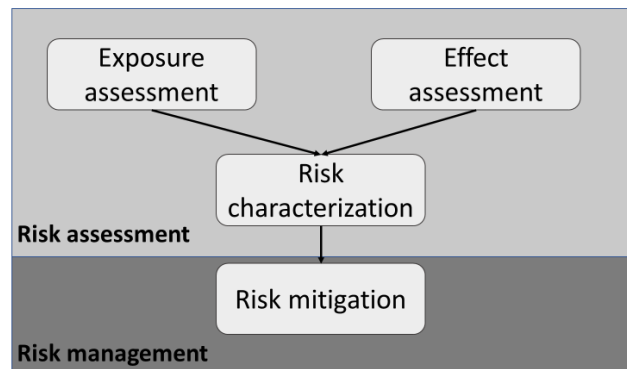 Exposure
assessment
Effect
assessment
Risk
characterization
Risk assessment
Risk mitigation
Risk management